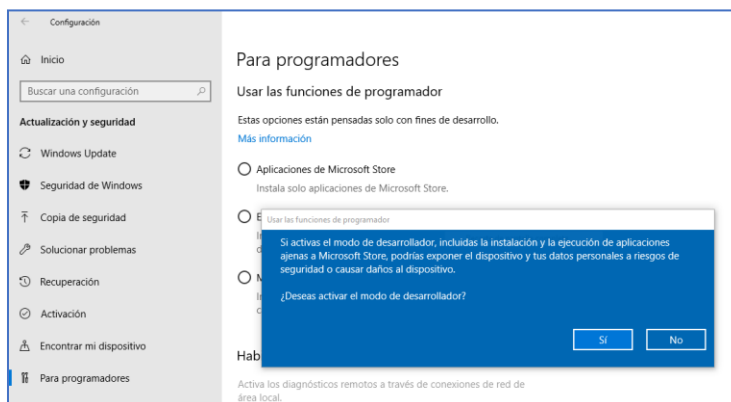 Configuración
Inicio
Buscar una configuración
Actualización y seguridad
Windows Update
Seguridad de Windows
Copia de seguridad
Solucionar problemas
Recuperación
Activación
Encontrar mi dispositivo
Para programadores
Para programadores
Usar las funciones de programador
Estas opciones están pensadas solo con fines de desarrollo.
Más información
Aplicaciones de Microsoft Store
Instala solo aplicaciones de Microsoft Store.
Usar las funciones de programador
Si activas el modo de desarrollador, incluidas la instalación y la ejecución de aplicaciones
ajenas a Microsoft Store, podrías exponer el dispositivo y tus datos personales a riesgos de
seguridad o causar daños al dispositivo.
¿Deseas activar el modo de desarrollador?
Sí No
Hab
Activa los diagnósticos remotos a través de conexiones de red de
área local.